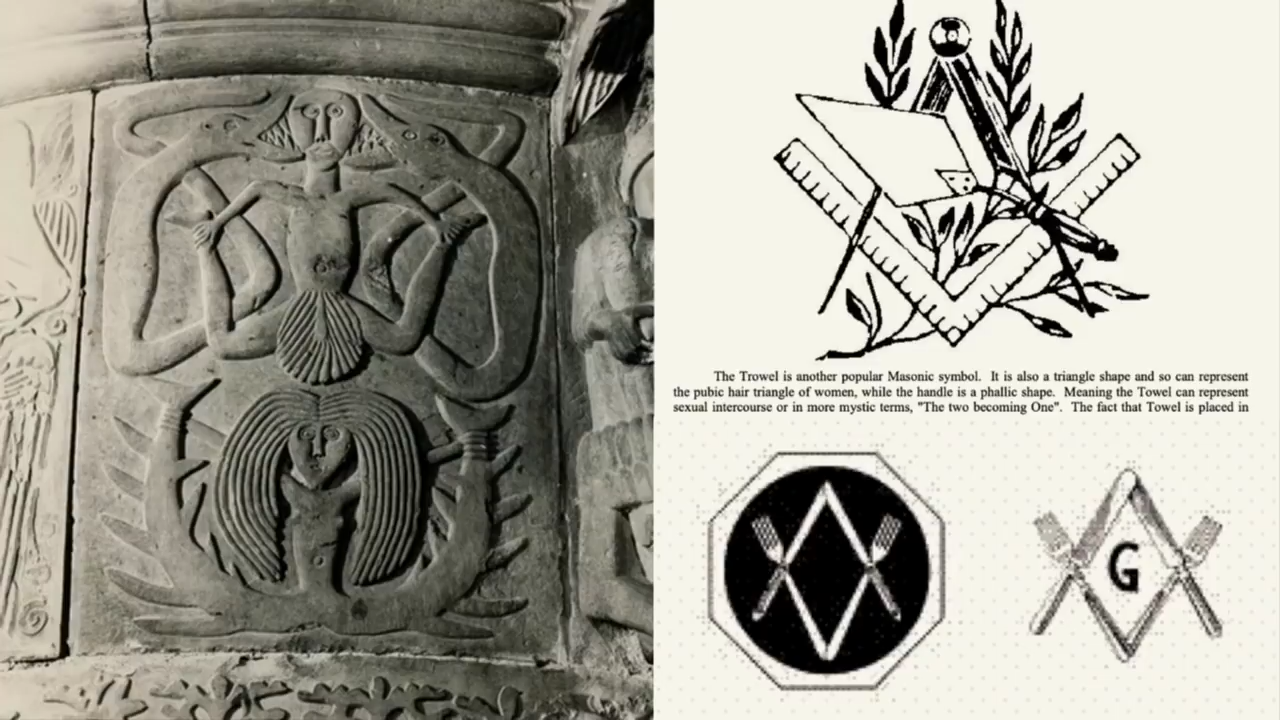 The Trowel is another popular Masonic symbol. It is also a triangle shape and so can represent
the pubic hair triangle of women, while the handle is a phallic shape. Meaning the Towel can represent
sexual intercourse or in more mystic terms, "The two becoming One". The fact that Towel is placed in
G